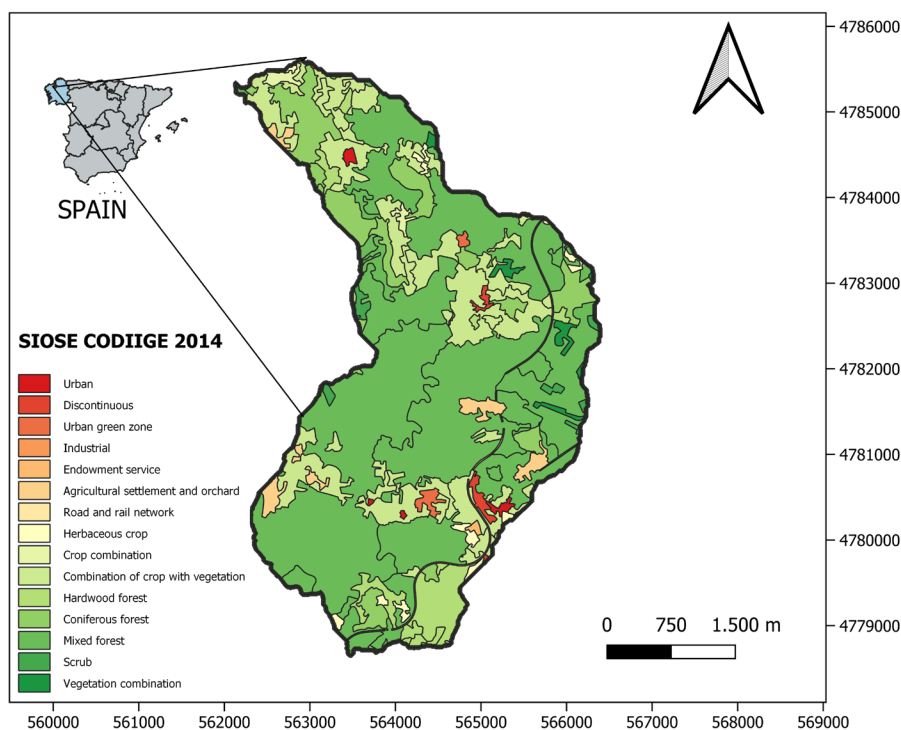 4786000
4785000
SPAIN
4784000
4783000
SIOSE CODIIGE 2014
4782000
Urban
Discontinuous
Urban green zone
Industrial
Endowment service
Agricultural settlement and orchard
Road and rail network
Herbaceous crop
Crop combination
Combination of crop with vegetation
Hardwood forest
Coniferous forest
Mixed forest
Scrub
Vegetation combination
4781000
4780000
0 750 1.500 m
4779000
560000 561000 562000 563000 564000 565000 566000 567000 568000 569000